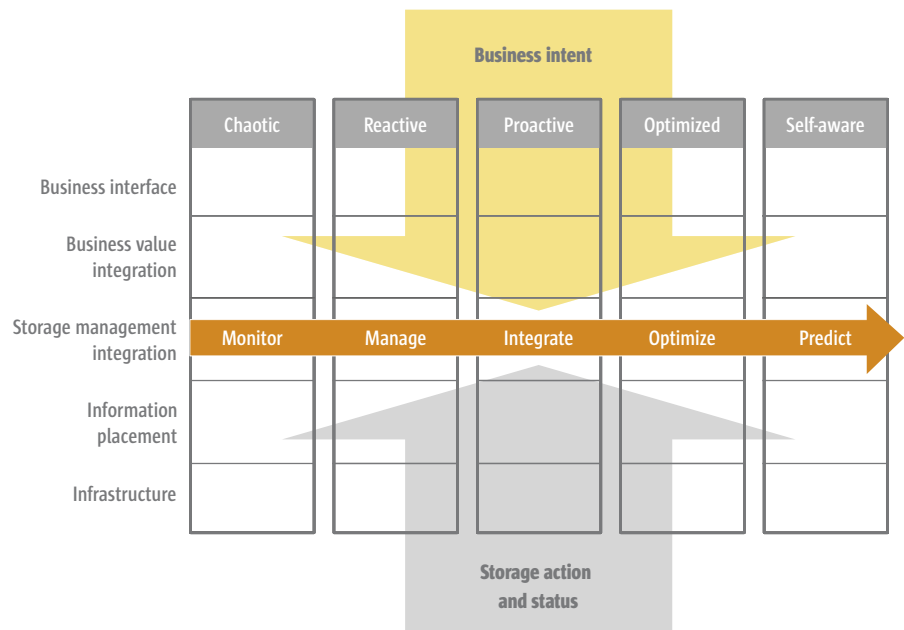 Business intent
Chaotic Reactive Proactive Optimized Self-aware
Business interface
Business value
integration
Storage management
integration
Monitor Manage Integrate Optimize Predict
Information
placement
Infrastructure
Storage action
and status